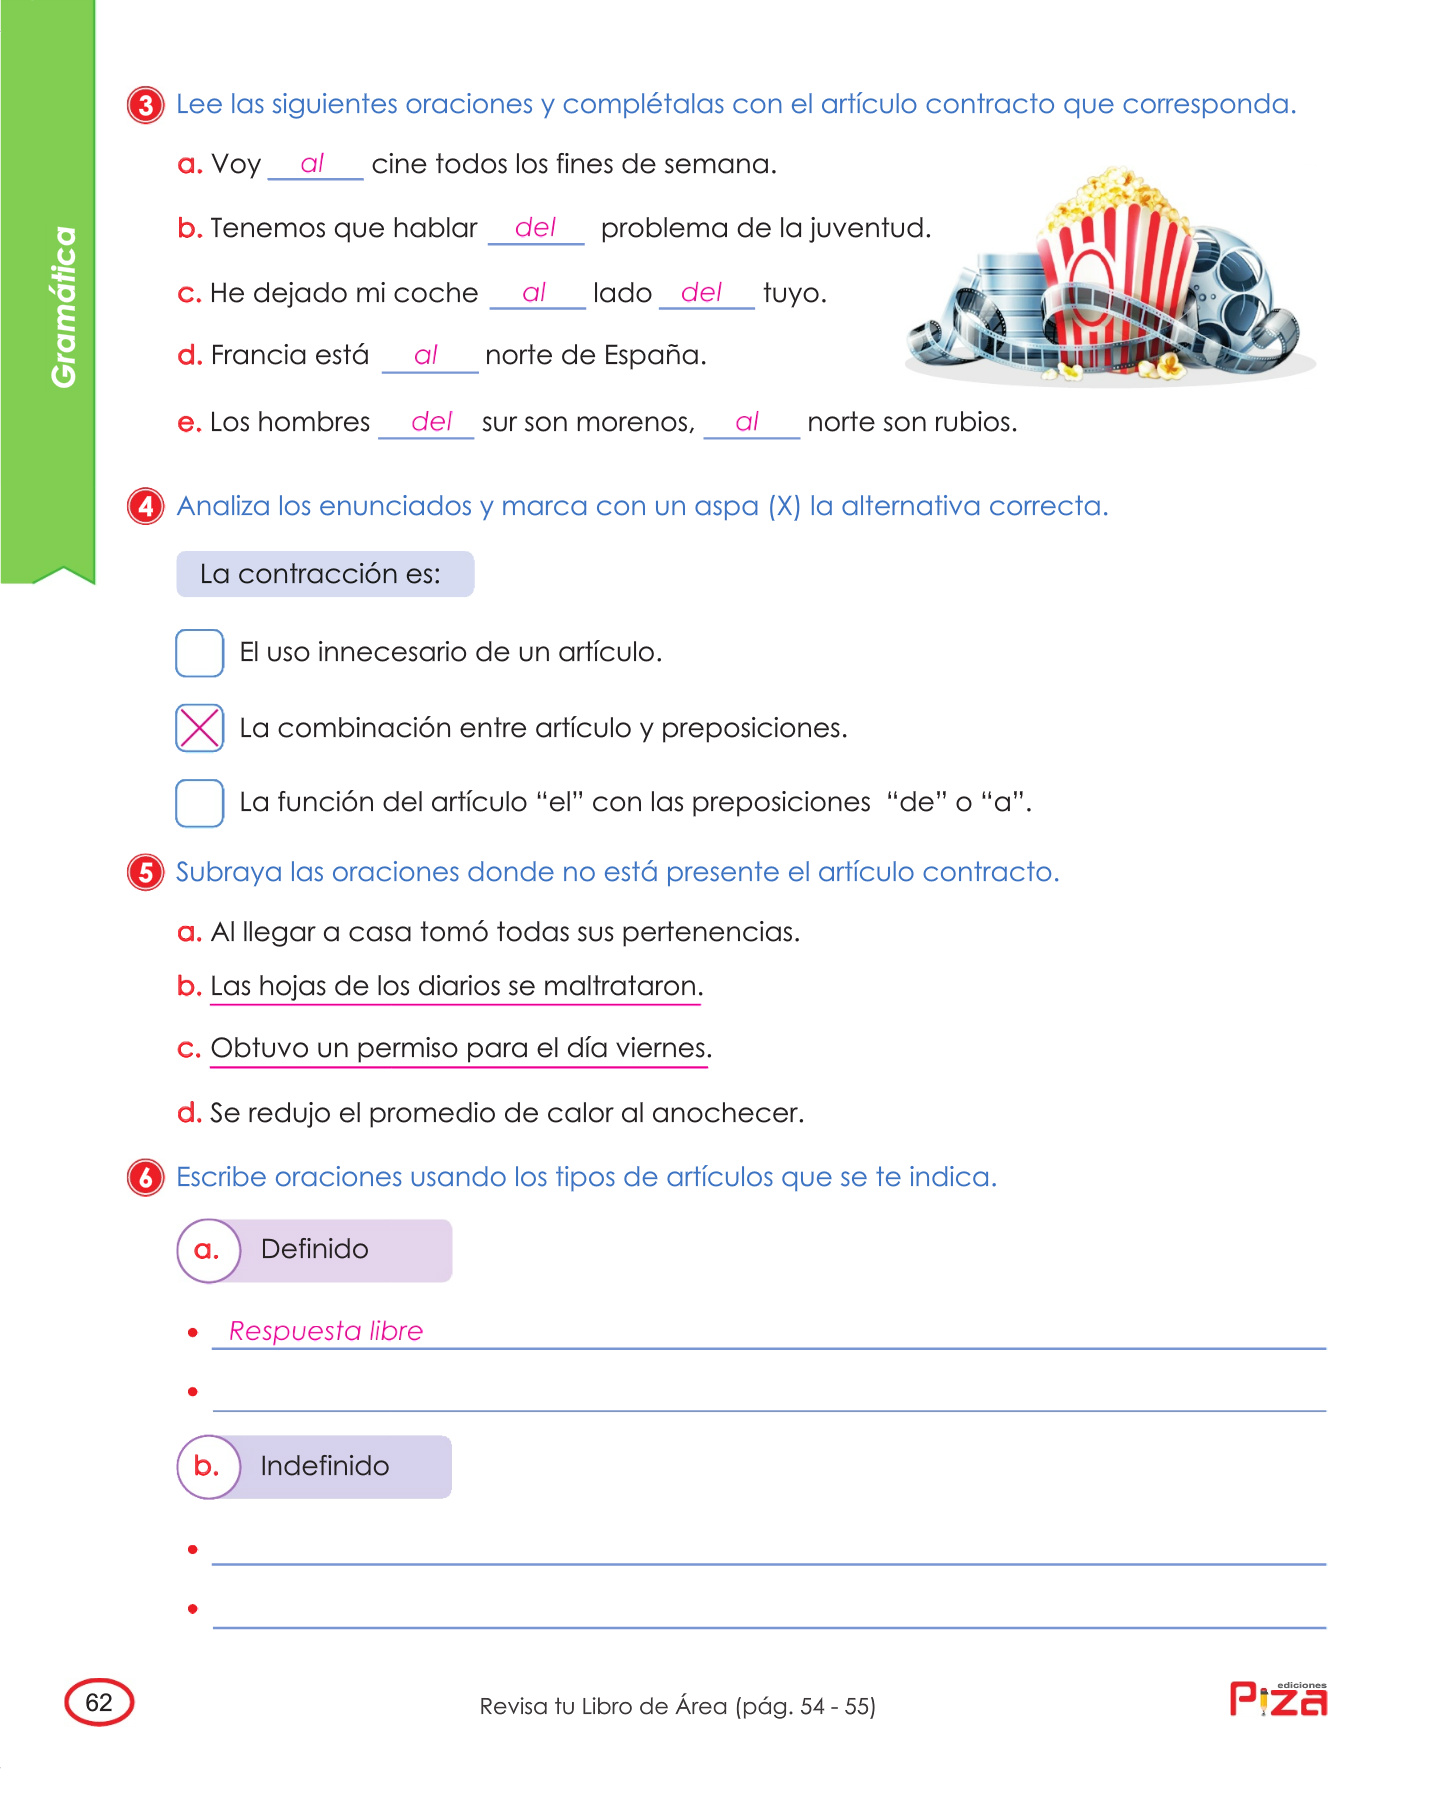 Gramática
3 Lee las siguientes oraciones y complétalas con el artículo contracto que corresponda.
a. Voy al cine todos los fines de semana.
b. Tenemos que hablar del problema de la juventud.
c. He dejado mi coche al lado del tuyo.
d. Francia está al norte de España.
e. Los hombres del sur son morenos, al norte son rubios.
4 Analiza los enunciados y marca con un aspa (X) la alternativa correcta.
La contracción es:
El uso innecesario de un artículo.
La combinación entre artículo y preposiciones.
La función del artículo “el” con las preposiciones “de” o “a”.
5 Subraya las oraciones donde no está presente el artículo contracto.
a. Al llegar a casa tomó todas sus pertenencias.
b. Las hojas de los diarios se maltrataron.
c. Obtuvo un permiso para el día viernes.
d. Se redujo el promedio de calor al anochecer.
6 Escribe oraciones usando los tipos de artículos que se te indica.
a. Definido
• Respuesta libre
•
b. Indefinido
•
•
62
Revisa tu Libro de Área (pág. 54 - 55)
ediciones
Piza